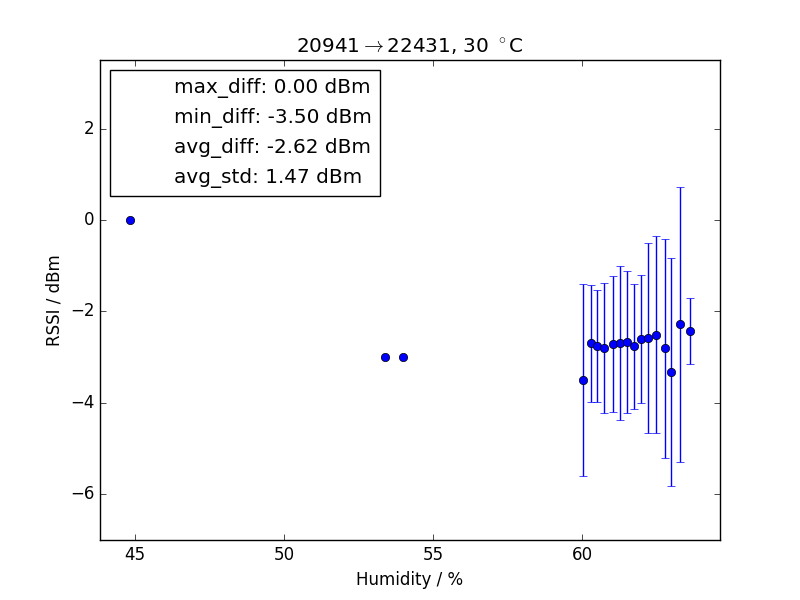 20941→22431, 30 °C
max_diff: 0.00 dBm
min_diff: -3.50 dBm
avg_diff: -2.62 dBm
avg_std: 1.47 dBm
RSSI / dBm
2
0
−2
−4
−6
45 50 55 60
Humidity / %